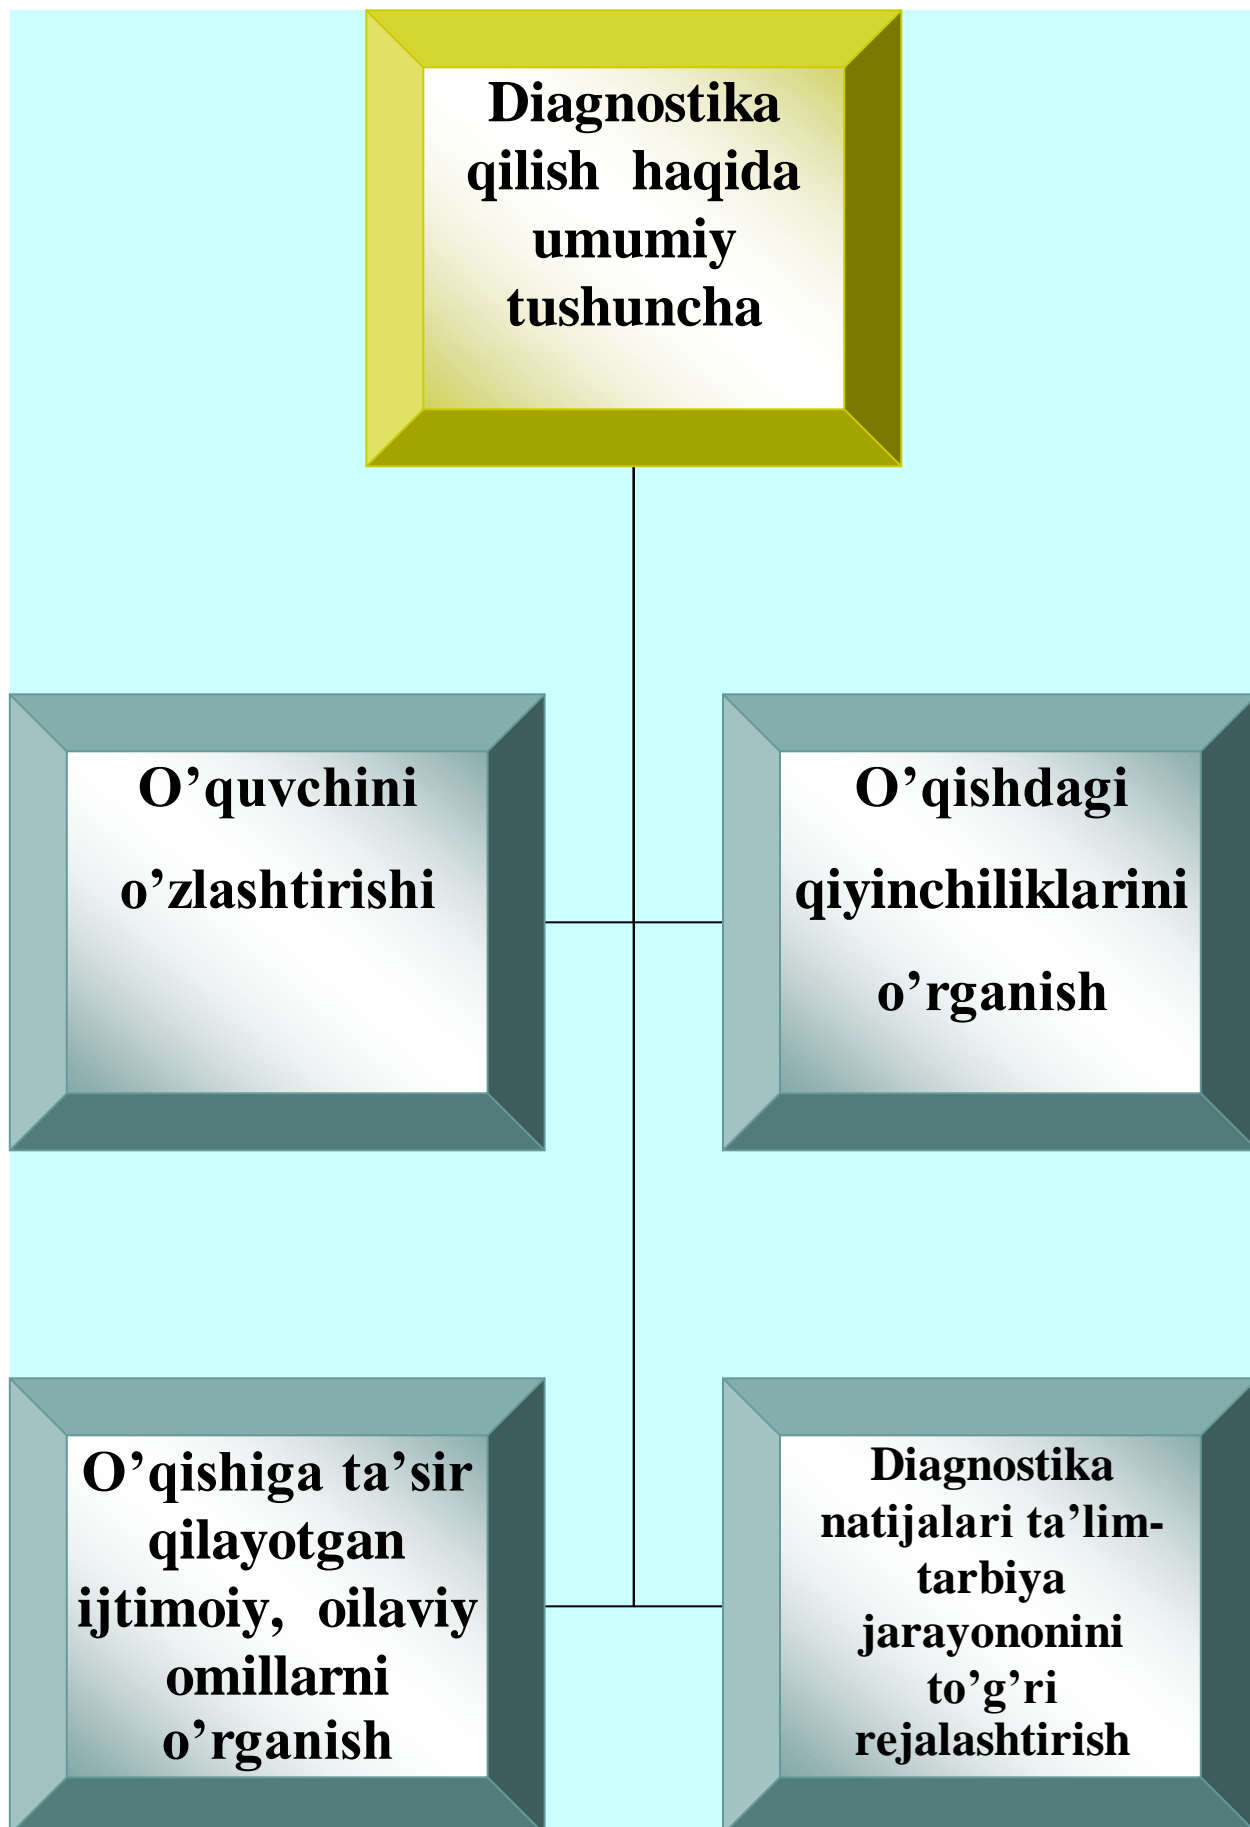 Diagnostika
qilish haqida
umumiy
tushuncha
O’quvchini
o’zlashtirishi
O’qishdagi
qiyinchiliklarini
o’rganish
O’qishiga ta’sir
qilayotgan
ijtimoiy, oilaviy
omillarni
o’rganish
Diagnostika
natijalari ta’lim-
tarbiya
jarayononini
to’g’ri
rejalashtirish